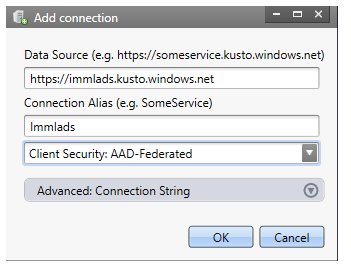 Add connection
Data Source (e.g. https://someservice.kusto.windows.net)
https://immlads.kusto.windows.net
Connection Alias (e.g. SomeService)
Immlads
Client Security: AAD-Federated
Advanced: Connection String
OK
Cancel